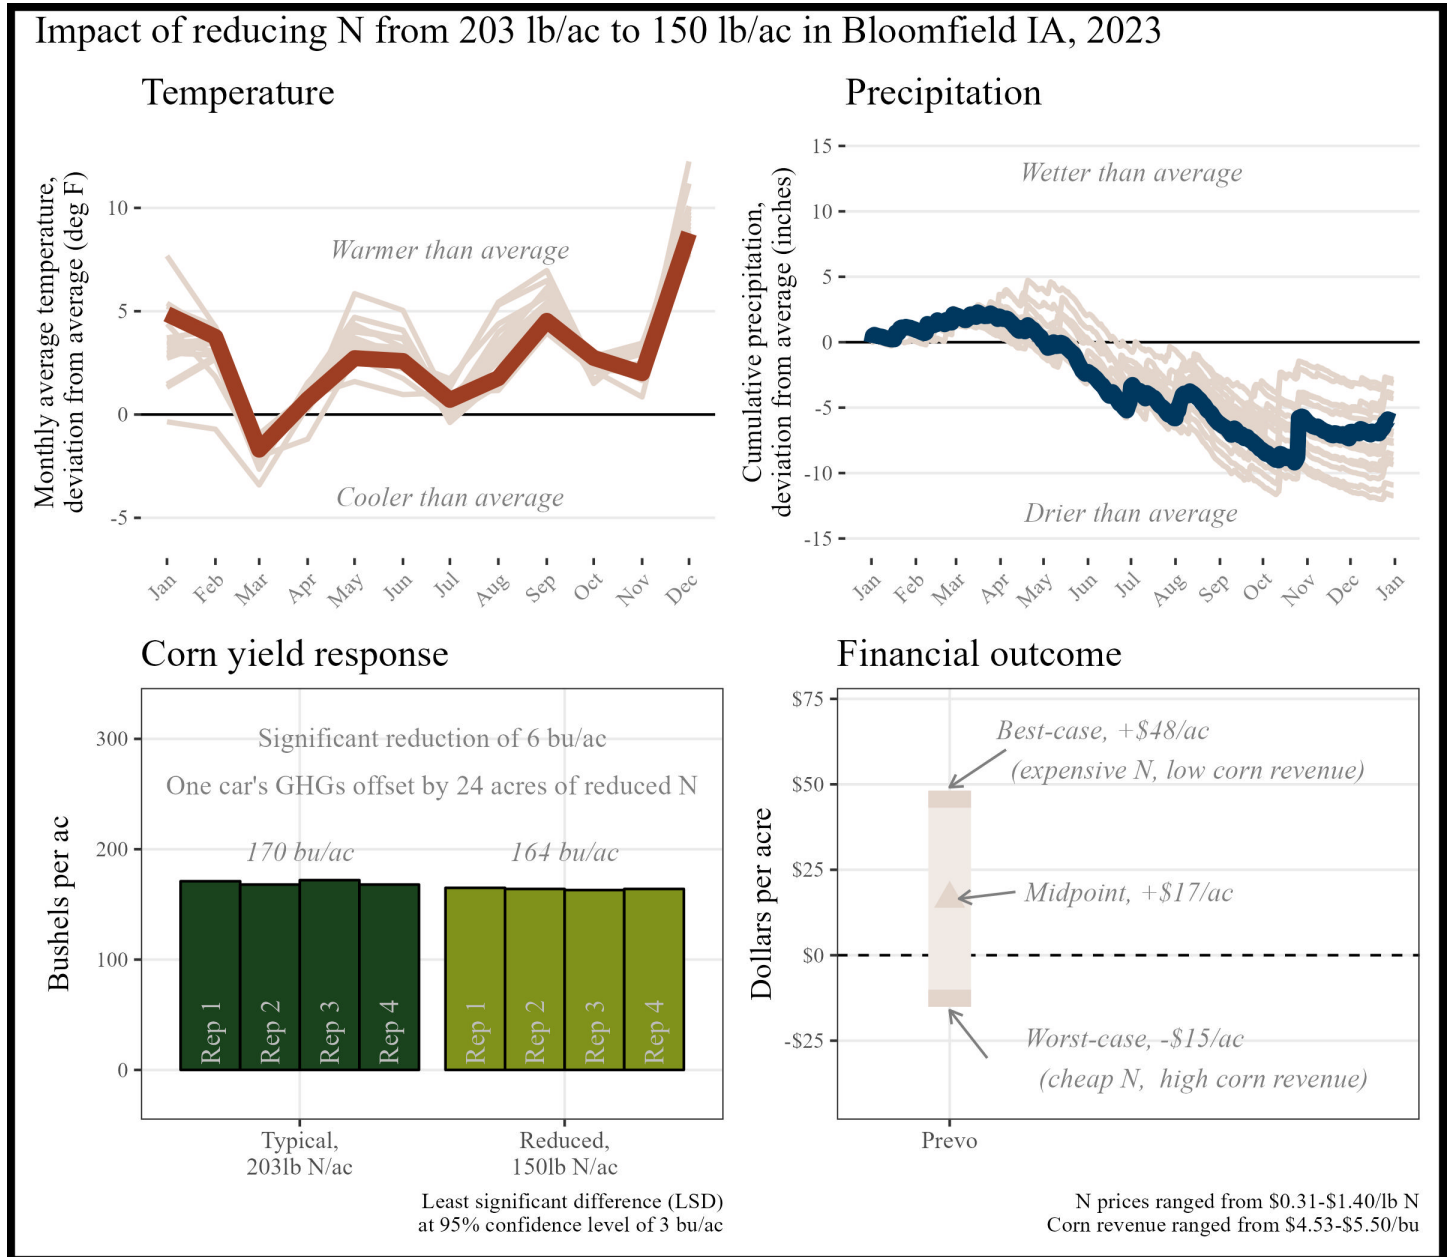 Impact of reducing N from 203 lb/ac to 150 lb/ac in Bloomfield IA, 2023
Temperature
Monthly average temperature,
deviation from average (deg F)
10
5
0
-5
Warmer than average
Cooler than average
Jan
Feb
Mar
Apr
May
Jun
Jul
Aug
Sep
Oct
Nov
Dec
Precipitation
Cumulative precipitation,
deviation from average (inches)
15
10
5
0
-5
-10
-15
Wetter than average
Drier than average
Jan
Feb
Mar
Apr
May
Jun
Jul
Aug
Sep
Oct
Nov
Dec
Jan
Corn yield response
Bushels per ac
300
200
100
0
Significant reduction of 6 bu/ac
One car's GHGs offset by 24 acres of reduced N
170 bu/ac
164 bu/ac
Rep 1
Rep 2
Rep 3
Rep 4
Rep 1
Rep 2
Rep 3
Rep 4
Typical,
203lb N/ac
Reduced,
150lb N/ac
Least significant difference (LSD)
at 95% confidence level of 3 bu/ac
Financial outcome
Dollars per acre
$75
$50
$25
$0
-$25
Best-case, +$48/ac
(expensive N, low corn revenue)
Midpoint, +$17/ac
Worst-case, -$15/ac
(cheap N,  high corn revenue)
Prevo
N prices ranged from $0.31-$1.40/lb N
Corn revenue ranged from $4.53-$5.50/bu